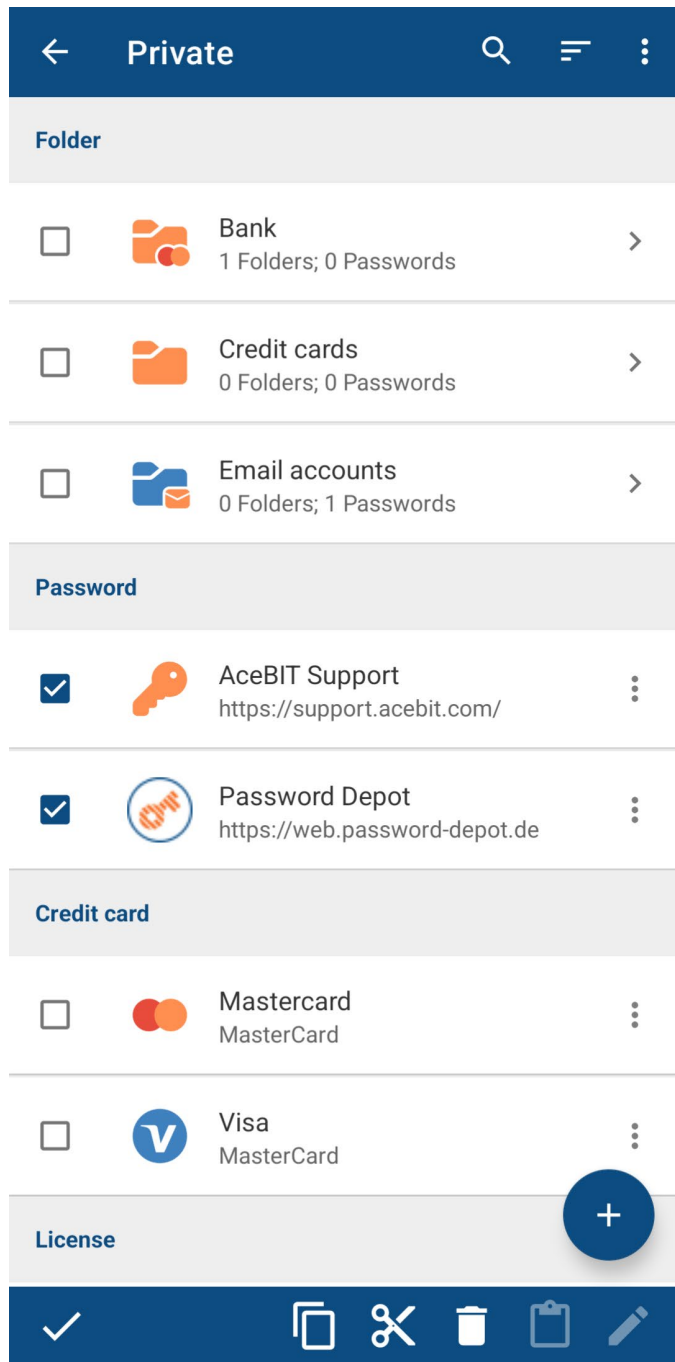 Private
Folder
Bank
1 Folders; 0 Passwords
Credit cards
0 Folders; 0 Passwords
Email accounts
0 Folders; 1 Passwords
Password
AceBIT Support
https://support.acebit.com/
Password Depot
https://web.password-depot.de
Credit card
Mastercard
MasterCard
Visa
MasterCard
License